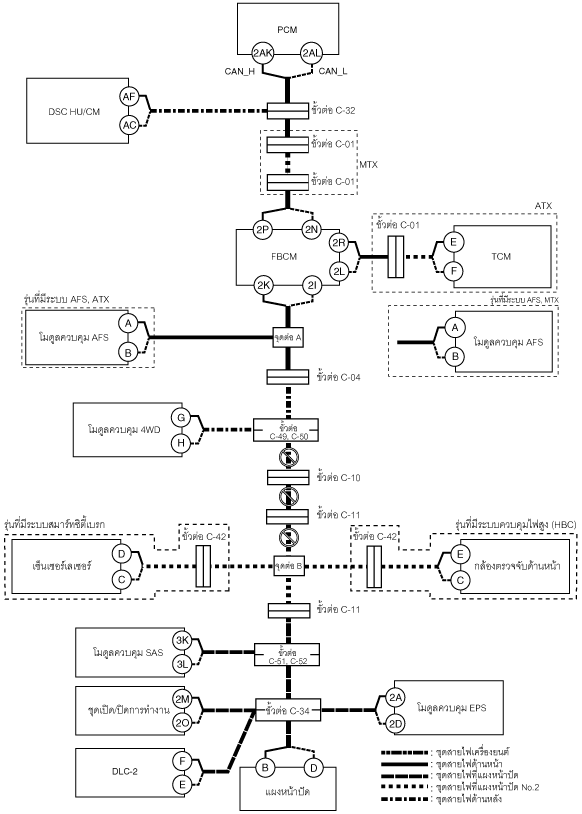 PCM
2AK
2AL
CAN_H
CAN_L
AF
AC
DSC HU/CM
ขั้วต่อ C-32
ขั้วต่อ C-01
MTX
ขั้วต่อ C-01
ATX
ขั้วต่อ C-01
2P
2N
2R
2L
FBCM
2K
2I
E
F
TCM
รุ่นที่มีระบบ AFS, ATX
โมดูลควบคุม AFS
A
B
ชุดต่อ A
รุ่นที่มีระบบ AFS, MTX
A
B
โมดูลควบคุม AFS
ขั้วต่อ C-04
โมดูลควบคุม 4WD
G
H
ขั้วต่อ
C-49, C-50
ขั้วต่อ C-10
ขั้วต่อ C-11
รุ่นที่มีระบบสมาร์ทซิตี้เบรก
ขั้วต่อ C-42
เซ็นเซอร์เลเซอร์
D
C
ชุดต่อ B
รุ่นที่มีระบบควบคุมไฟสูง (HBC)
ขั้วต่อ C-42
E
C
กล้องตรวจจับด้านหน้า
ขั้วต่อ C-11
โมดูลควบคุม SAS
3K
3L
ขั้วต่อ
C-51, C-52
ชุดเปิด/ปิดการทำงาน
2M
2O
ขั้วต่อ C-34
2A
2D
โมดูลควบคุม EPS
DLC-2
F
E
B
D
แผงหน้าปัด
: ชุดสายไฟเครื่องยนต์
: ชุดสายไฟด้านหน้า
: ชุดสายไฟที่แผงหน้าปัด
: ชุดสายไฟที่แผงหน้าปัด No.2
: ชุดสายไฟด้านหลัง